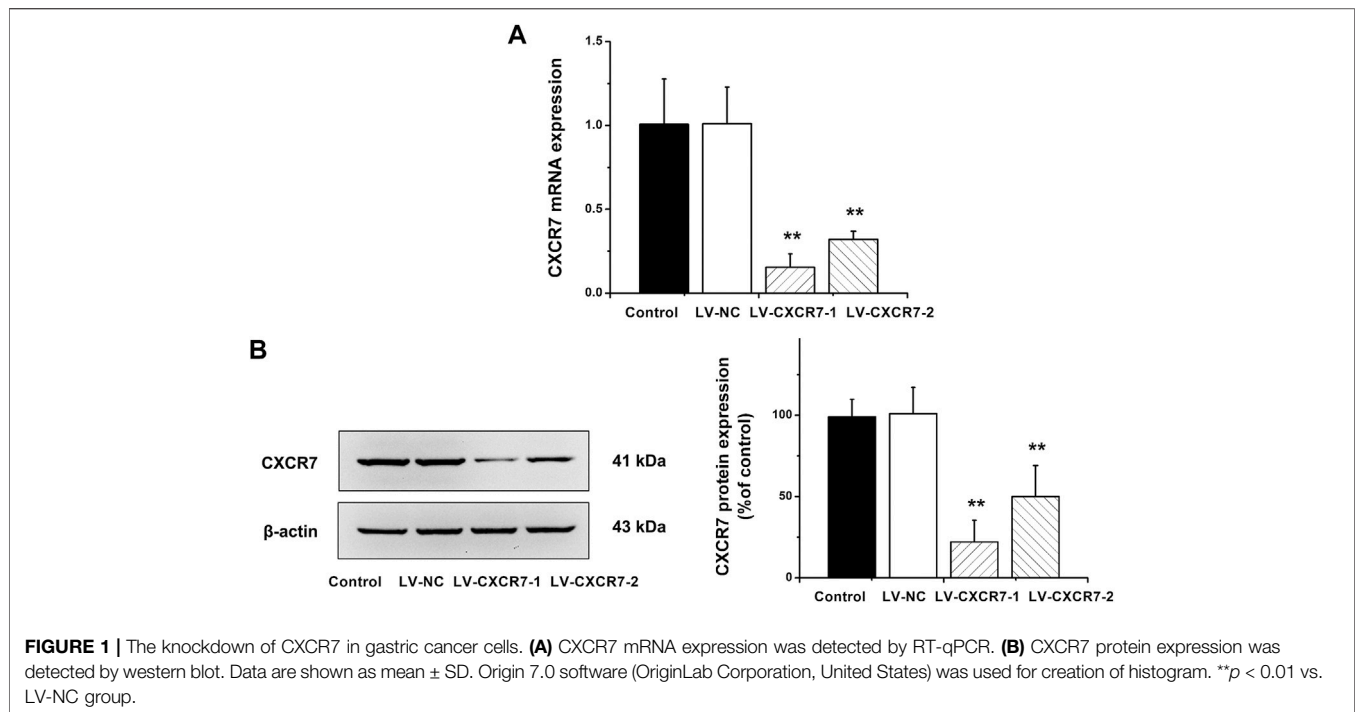 A
1.5
1.0
0.5
0.0
CXCR7 mRNA expression
**
**
Control LV-NC LV-CXCR7-1 LV-CXCR7-2
B
CXCR7
41 kDa
β-actin
43 kDa
Control LV-NC LV-CXCR7-1 LV-CXCR7-2
CXCR7 protein expression
(%of control)
100
50
0
**
**
Control LV-NC LV-CXCR7-1 LV-CXCR7-2
FIGURE 1 | The knockdown of CXCR7 in gastric cancer cells. (A) CXCR7 mRNA expression was detected by RT-qPCR. (B) CXCR7 protein expression was
detected by western blot. Data are shown as mean ± SD. Origin 7.0 software (OriginLab Corporation, United States) was used for creation of histogram. **p < 0.01 vs.
LV-NC group.